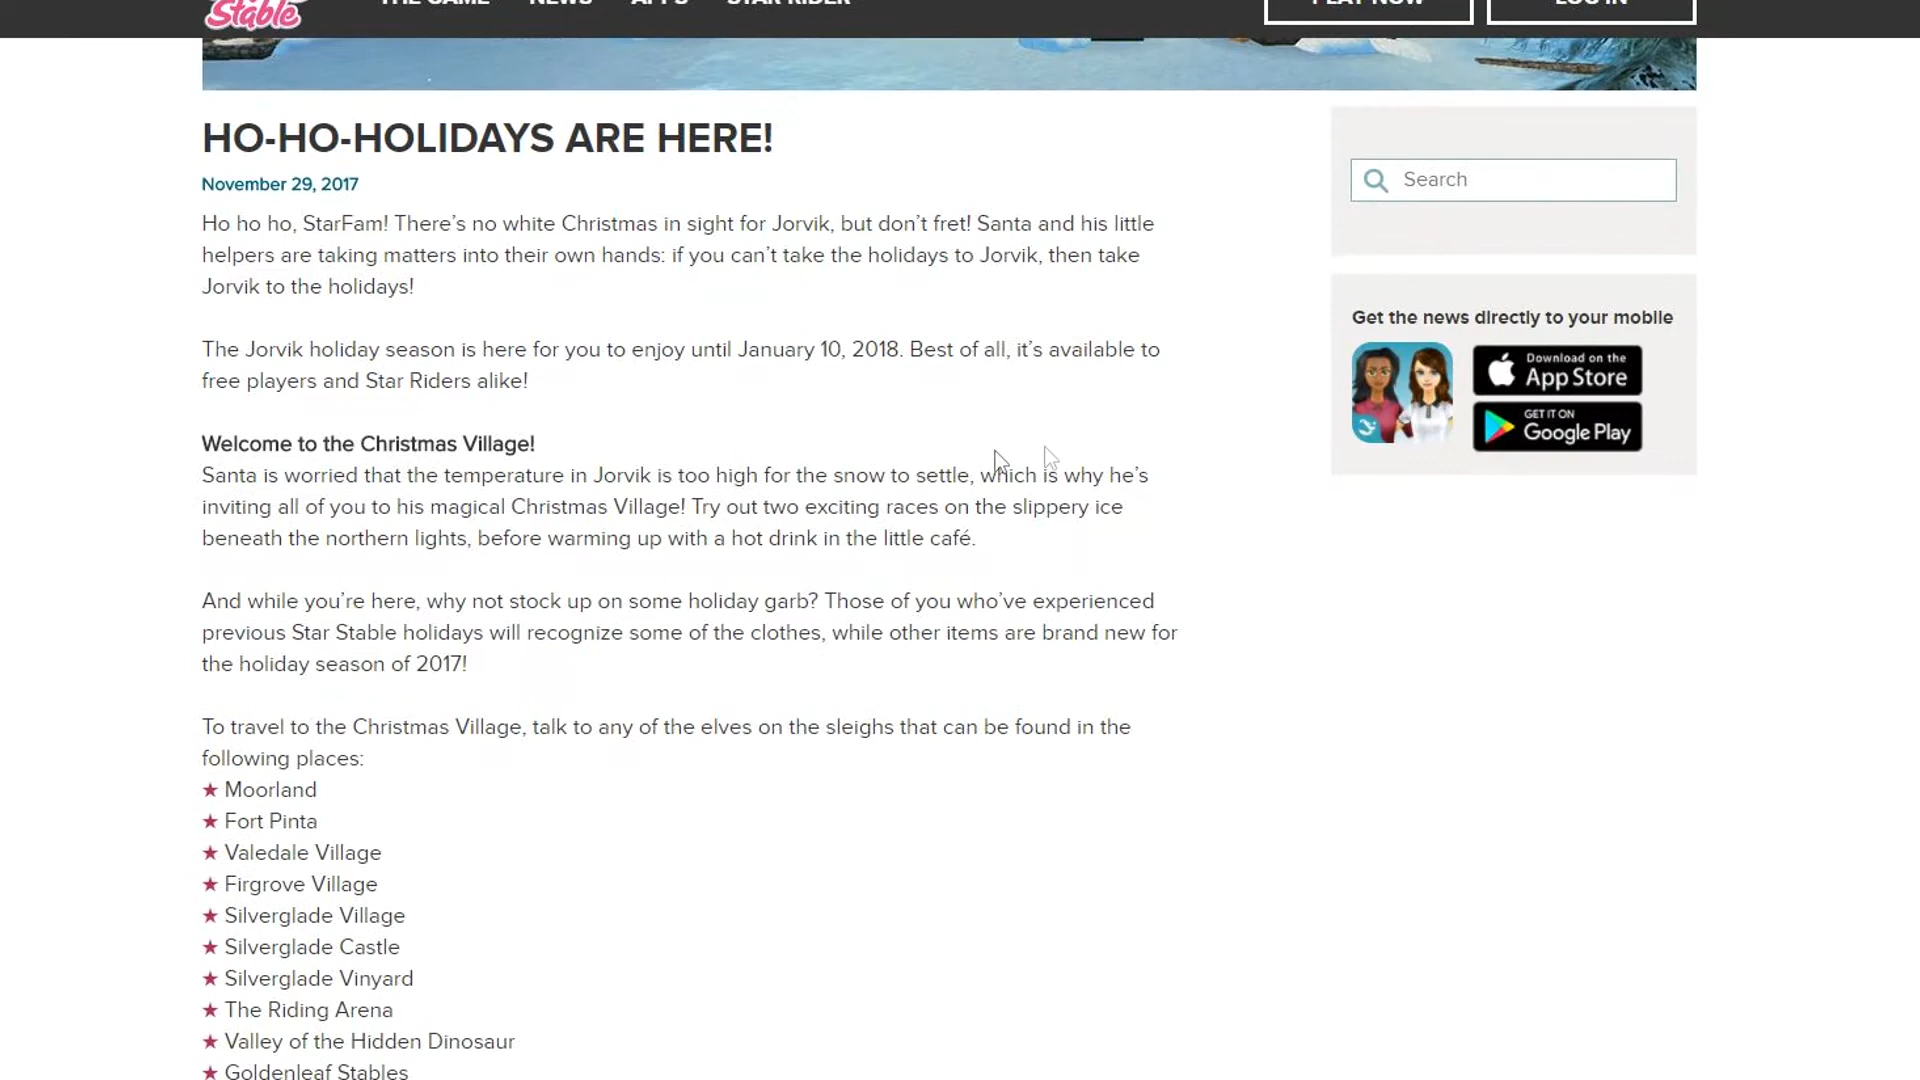 Stable THE GAME NEWS APPS STAR RIDER PLAY NOW LOG IN
HO-HO-HOLIDAYS ARE HERE!
November 29, 2017
Ho ho ho, StarFam! There’s no white Christmas in sight for Jorvik, but don’t fret! Santa and his little
helpers are taking matters into their own hands: if you can’t take the holidays to Jorvik, then take
Jorvik to the holidays!
The Jorvik holiday season is here for you to enjoy until January 10, 2018. Best of all, it’s available to
free players and Star Riders alike!
Welcome to the Christmas Village!
Santa is worried that the temperature in Jorvik is too high for the snow to settle, which is why he’s
inviting all of you to his magical Christmas Village! Try out two exciting races on the slippery ice
beneath the northern lights, before warming up with a hot drink in the little café.
And while you’re here, why not stock up on some holiday garb? Those of you who’ve experienced
previous Star Stable holidays will recognize some of the clothes, while other items are brand new for
the holiday season of 2017!
To travel to the Christmas Village, talk to any of the elves on the sleighs that can be found in the
following places:
★ Moorland
★ Fort Pinta
★ Valedale Village
★ Firgrove Village
★ Silverglade Village
★ Silverglade Castle
★ Silverglade Vinyard
★ The Riding Arena
★ Valley of the Hidden Dinosaur
★ Goldenleaf Stables
Search
Get the news directly to your mobile
Download on the
App Store
GET IT ON
Google Play